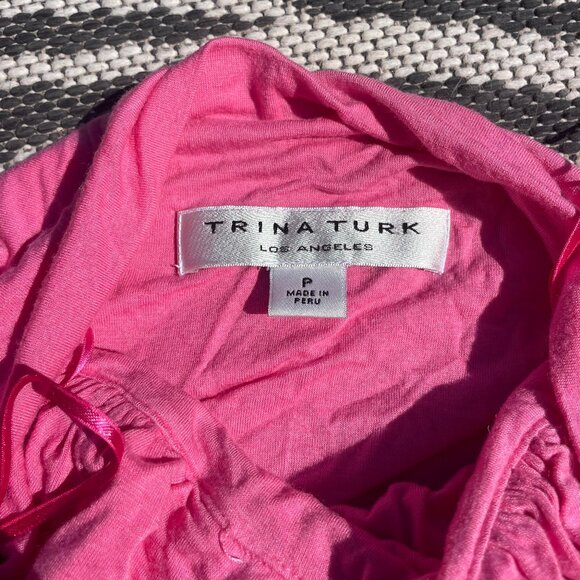 TRINA TURK
LOS ANGELES
P
MADE IN
PERU